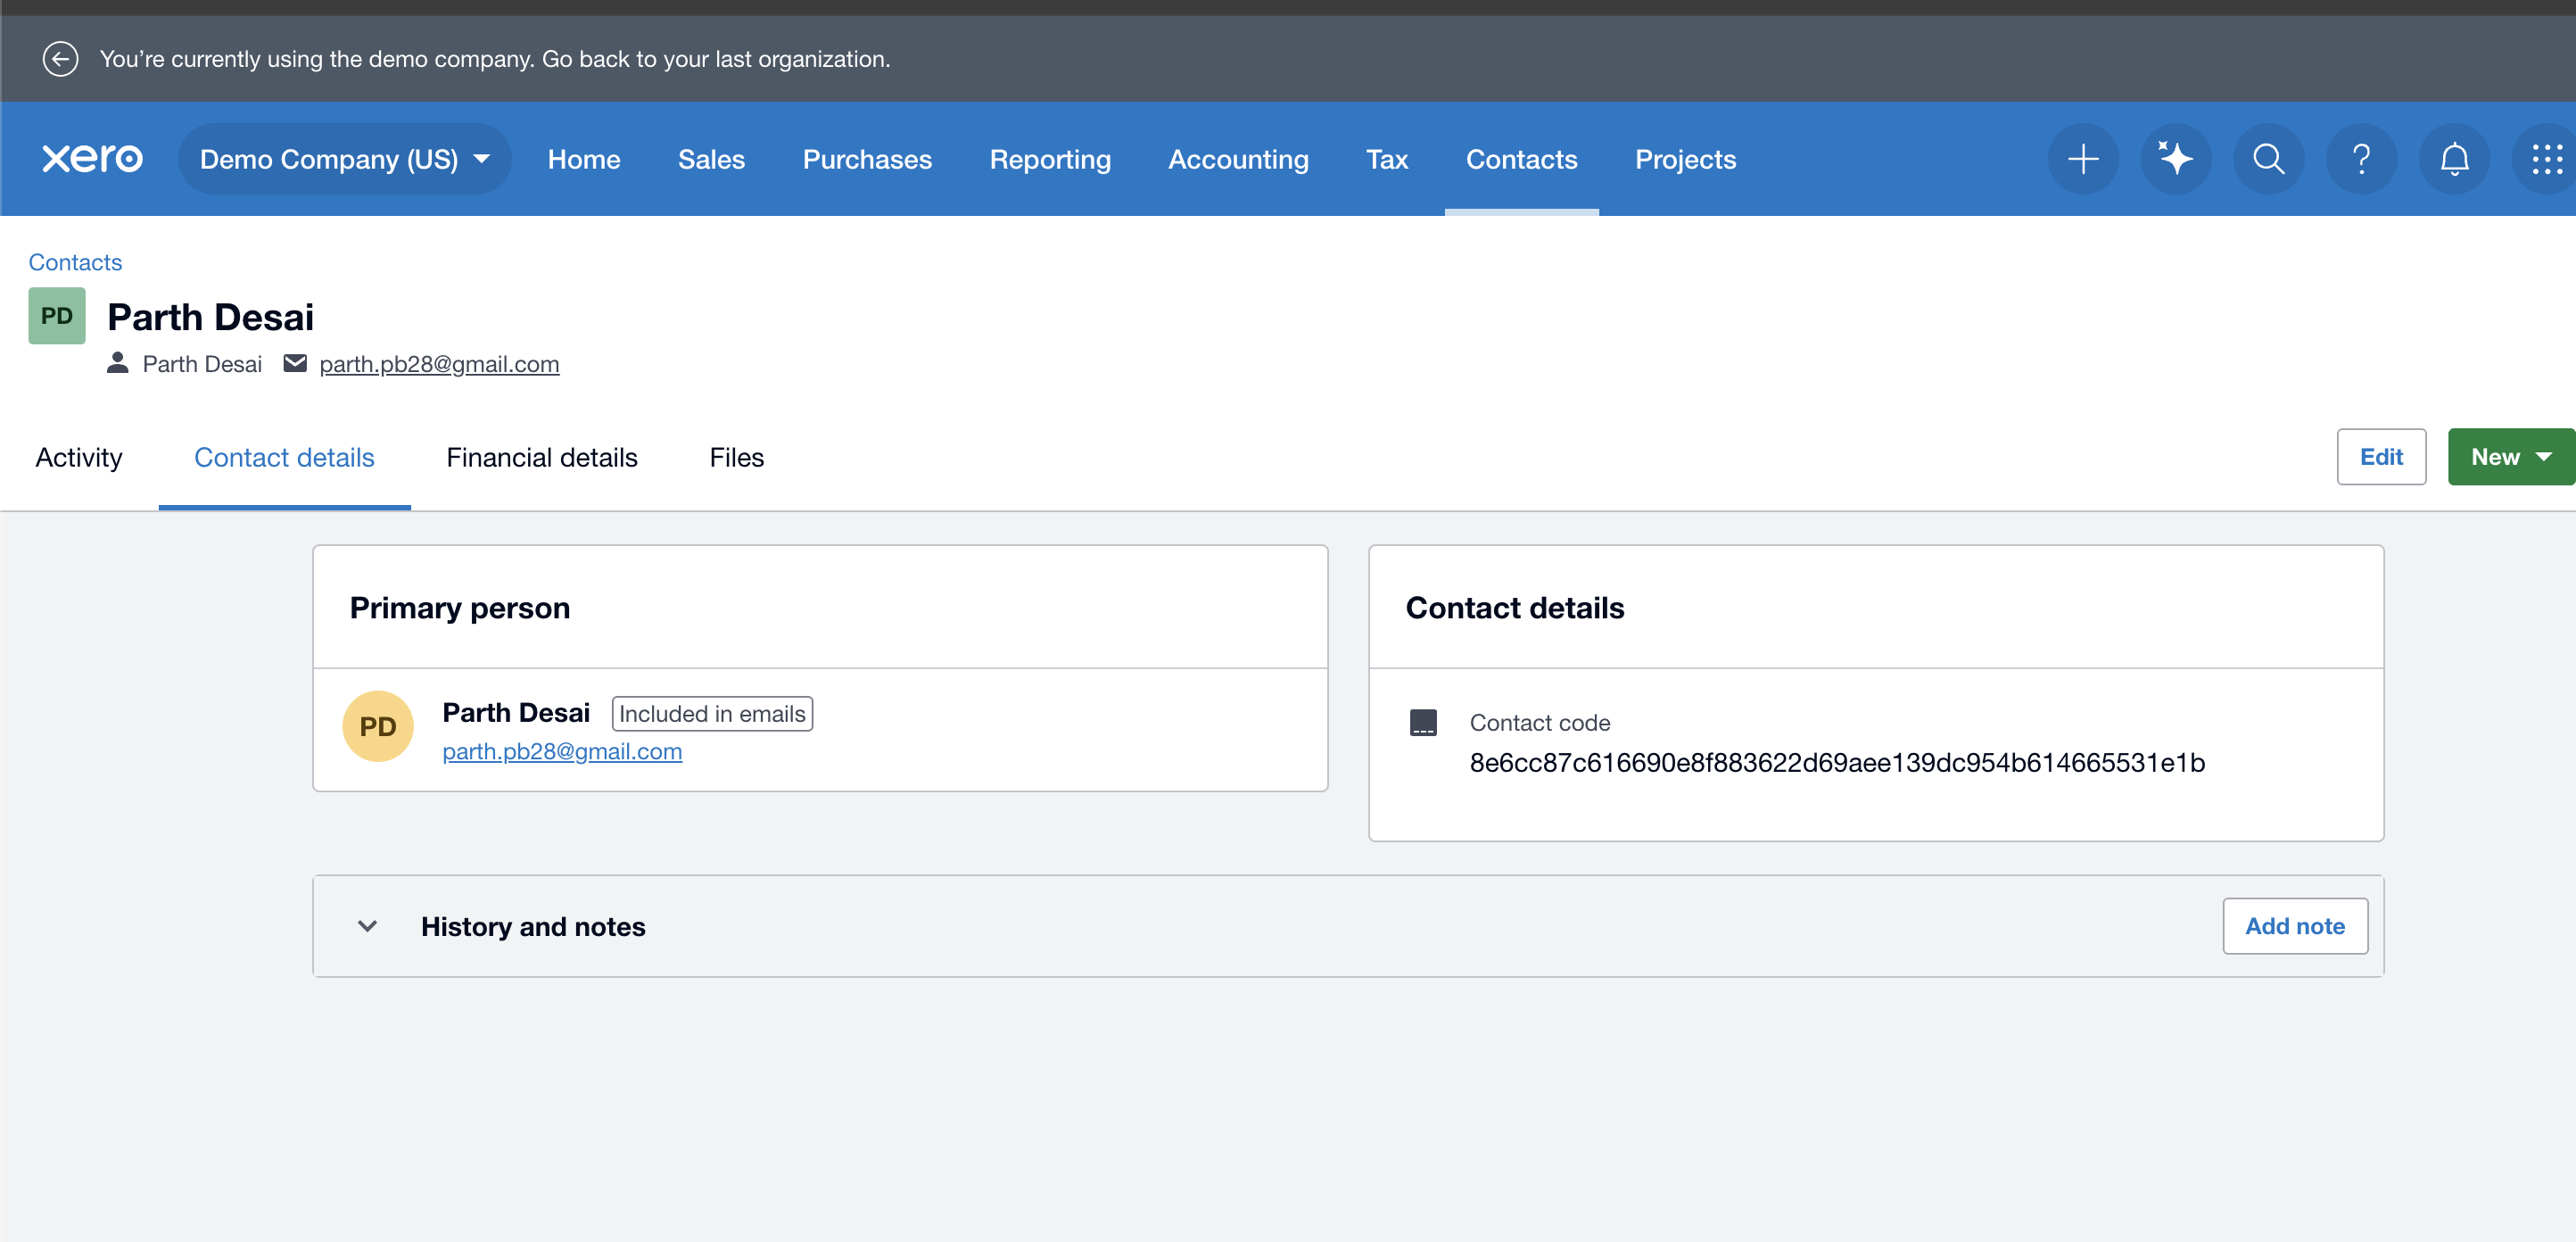 You’re currently using the demo company. Go back to your last organization.
xero Demo Company (US) Home Sales Purchases Reporting Accounting Tax Contacts Projects
Contacts
PD Parth Desai
Parth Desai parth.pb28@gmail.com
Activity Contact details Financial details Files Edit New
Primary person
PD Parth Desai Included in emails
parth.pb28@gmail.com
Contact details
Contact code
8e6cc87c616690e8f883622d69aee139dc954b614665531e1b
History and notes Add note